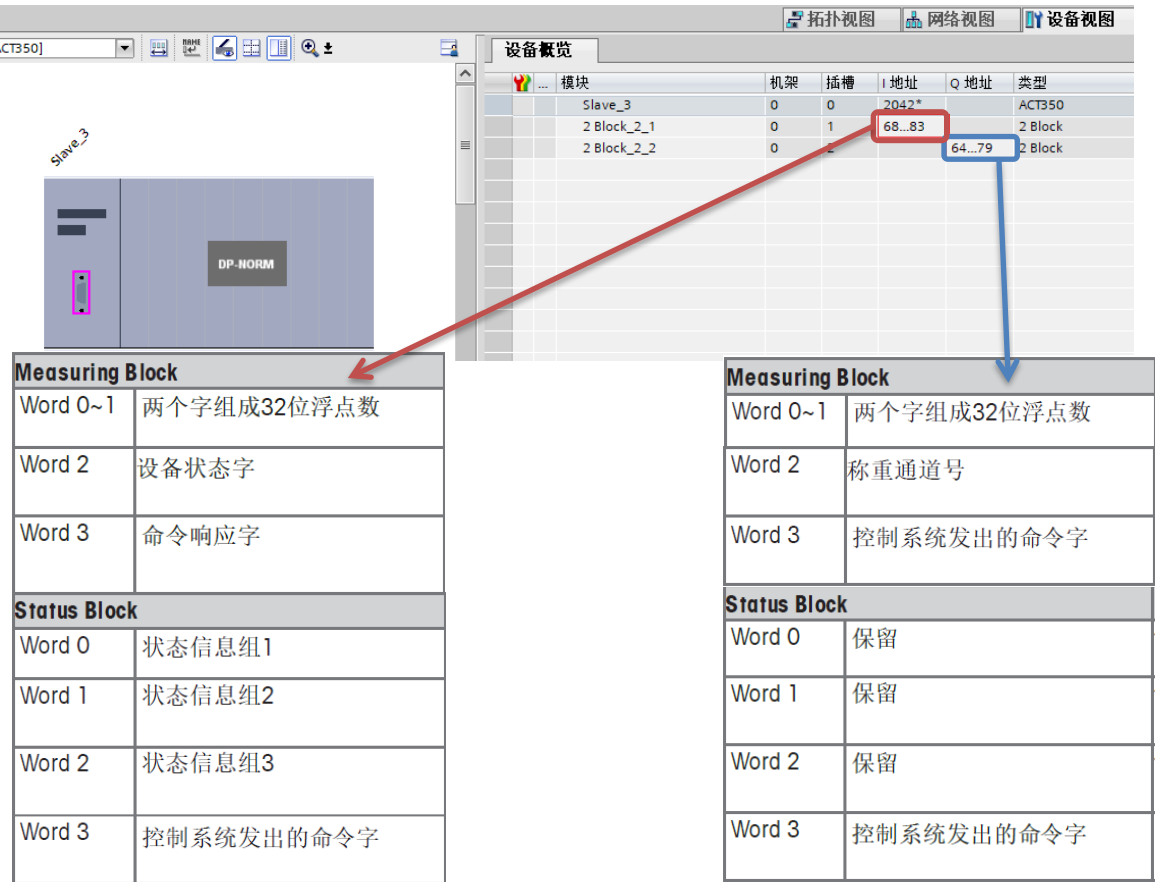 拓扑视图 网络视图 设备视图
ACT350]
设备概览
... 模块 机架 插槽 I 地址 Q 地址 类型
Slave_3 0 0 2042* ACT350
2 Block_2_1 0 1 68...83 2 Block
2 Block_2_2 0 2 64...79 2 Block
Slave_3
DP-NORM
Measuring Block
Word 0~1 两个字组成32位浮点数
Word 2 设备状态字
Word 3 命令响应字
Status Block
Word 0 状态信息组1
Word 1 状态信息组2
Word 2 状态信息组3
Word 3 控制系统发出的命令字
Measuring Block
Word 0~1 两个字组成32位浮点数
Word 2 称重通道号
Word 3 控制系统发出的命令字
Status Block
Word 0 保留
Word 1 保留
Word 2 保留
Word 3 控制系统发出的命令字